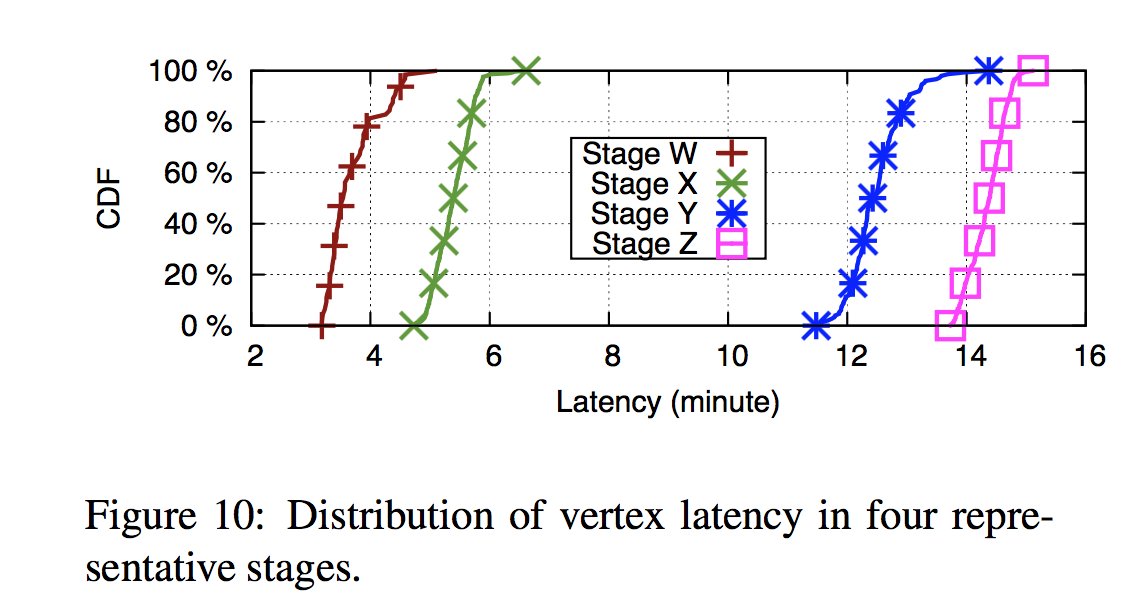 100 %
80 %
60 %
40 %
20 %
0 %
CDF
Stage W
Stage X
Stage Y
Stage Z
2 4 6 8 10 12 14 16
Latency (minute)
Figure 10: Distribution of vertex latency in four repre-
sentative stages.